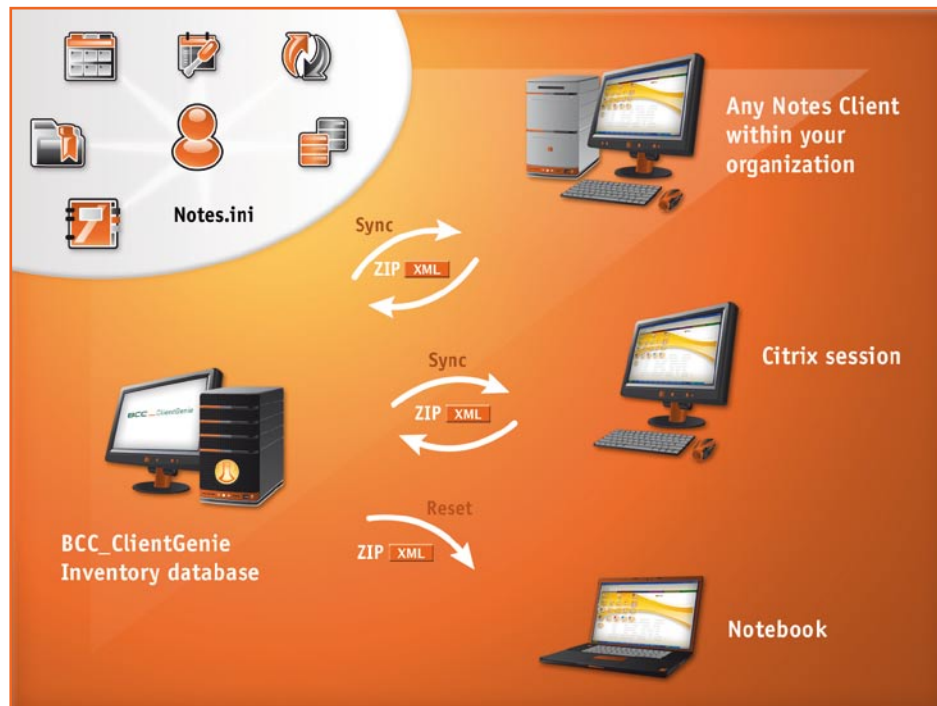 Notes.ini
Any Notes Client
within your
organization
Sync
ZIP XML
Citrix session
Sync
ZIP XML
BCC_ClientGenie
Reset
ZIP XML
BCC_ClientGenie
Inventory database
Notebook